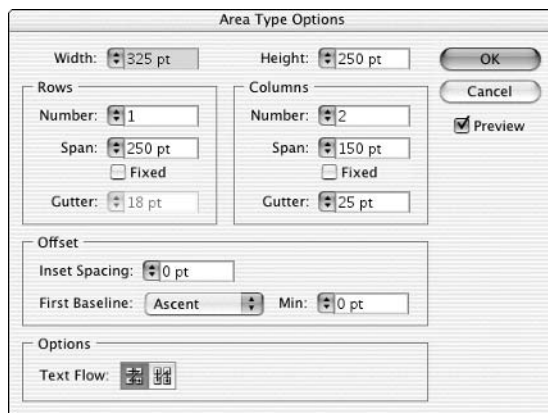 Area Type Options
Width: 325 pt
Height: 250 pt
OK
Cancel
Preview
Rows
Number: 1
Span: 250 pt
Fixed
Gutter: 18 pt
Columns
Number: 2
Span: 150 pt
Fixed
Gutter: 25 pt
Offset
Inset Spacing: 0 pt
First Baseline: Ascent Min: 0 pt
Options
Text Flow: